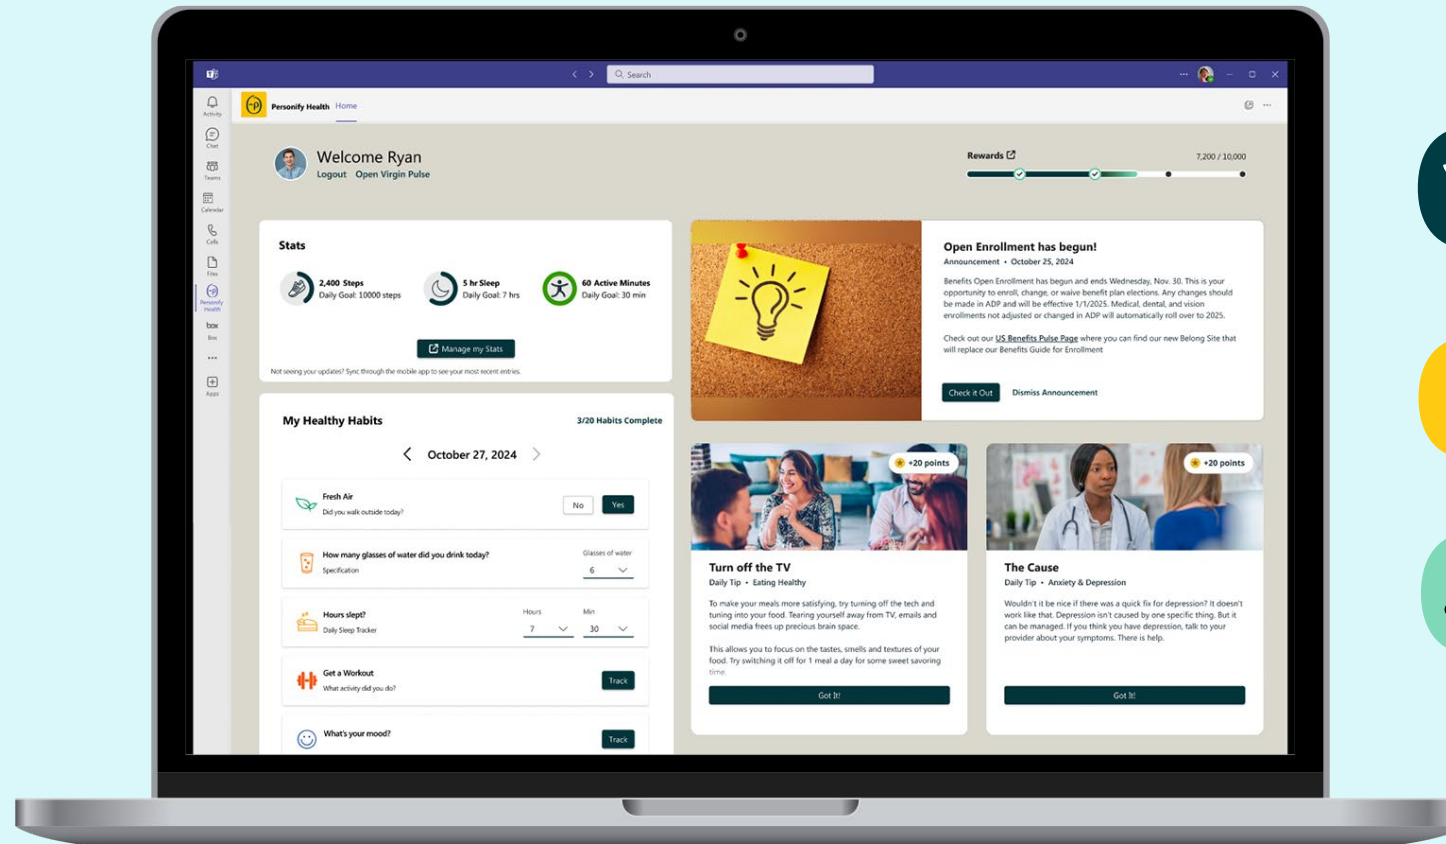 Search
Activity
Chat
Teams
Calendar
Calls
Files
Personify
Health
box
Box
Apps
Personify Health Home
Welcome Ryan
Logout Open Virgin Pulse
Rewards
7,200 / 10,000
Stats
2,400 Steps
Daily Goal: 10000 steps
5 hr Sleep
Daily Goal: 7 hrs
60 Active Minutes
Daily Goal: 30 min
Manage my Stats
Not seeing your updates? Sync through the mobile app to see your most recent entries.
My Healthy Habits
3/20 Habits Complete
October 27, 2024
Fresh Air
Did you walk outside today?
No Yes
How many glasses of water did you drink today?
Specification
Glasses of water
6
Hours slept?
Daily Sleep Tracker
Hours Min
7 30
Get a Workout
What activity did you do?
Track
What's your mood?
Track
Open Enrollment has begun!
Announcement • October 25, 2024
Benefits Open Enrollment has begun and ends Wednesday, Nov. 30. This is your
opportunity to enroll, change, or waive benefit plan elections. Any changes should
be made in ADP and will be effective 1/1/2025. Medical, dental, and vision
enrollments not adjusted or changed in ADP will automatically roll over to 2025.
Check out our US Benefits Pulse Page where you can find our new Belong Site that
will replace our Benefits Guide for Enrollment
Check it Out Dismiss Announcement
+20 points
Turn off the TV
Daily Tip • Eating Healthy
To make your meals more satisfying, try turning off the tech and
tuning into your food. Tearing yourself away from TV, emails and
social media frees up precious brain space.
This allows you to focus on the tastes, smells and textures of your
food. Try switching it off for 1 meal a day for some sweet savoring
time.
Got It!
+20 points
The Cause
Daily Tip • Anxiety & Depression
Wouldn't it be nice if there was a quick fix for depression? It doesn't
work like that. Depression isn't caused by one specific thing. But it
can be managed. If you think you have depression, talk to your
provider about your symptoms. There is help.
Got It!